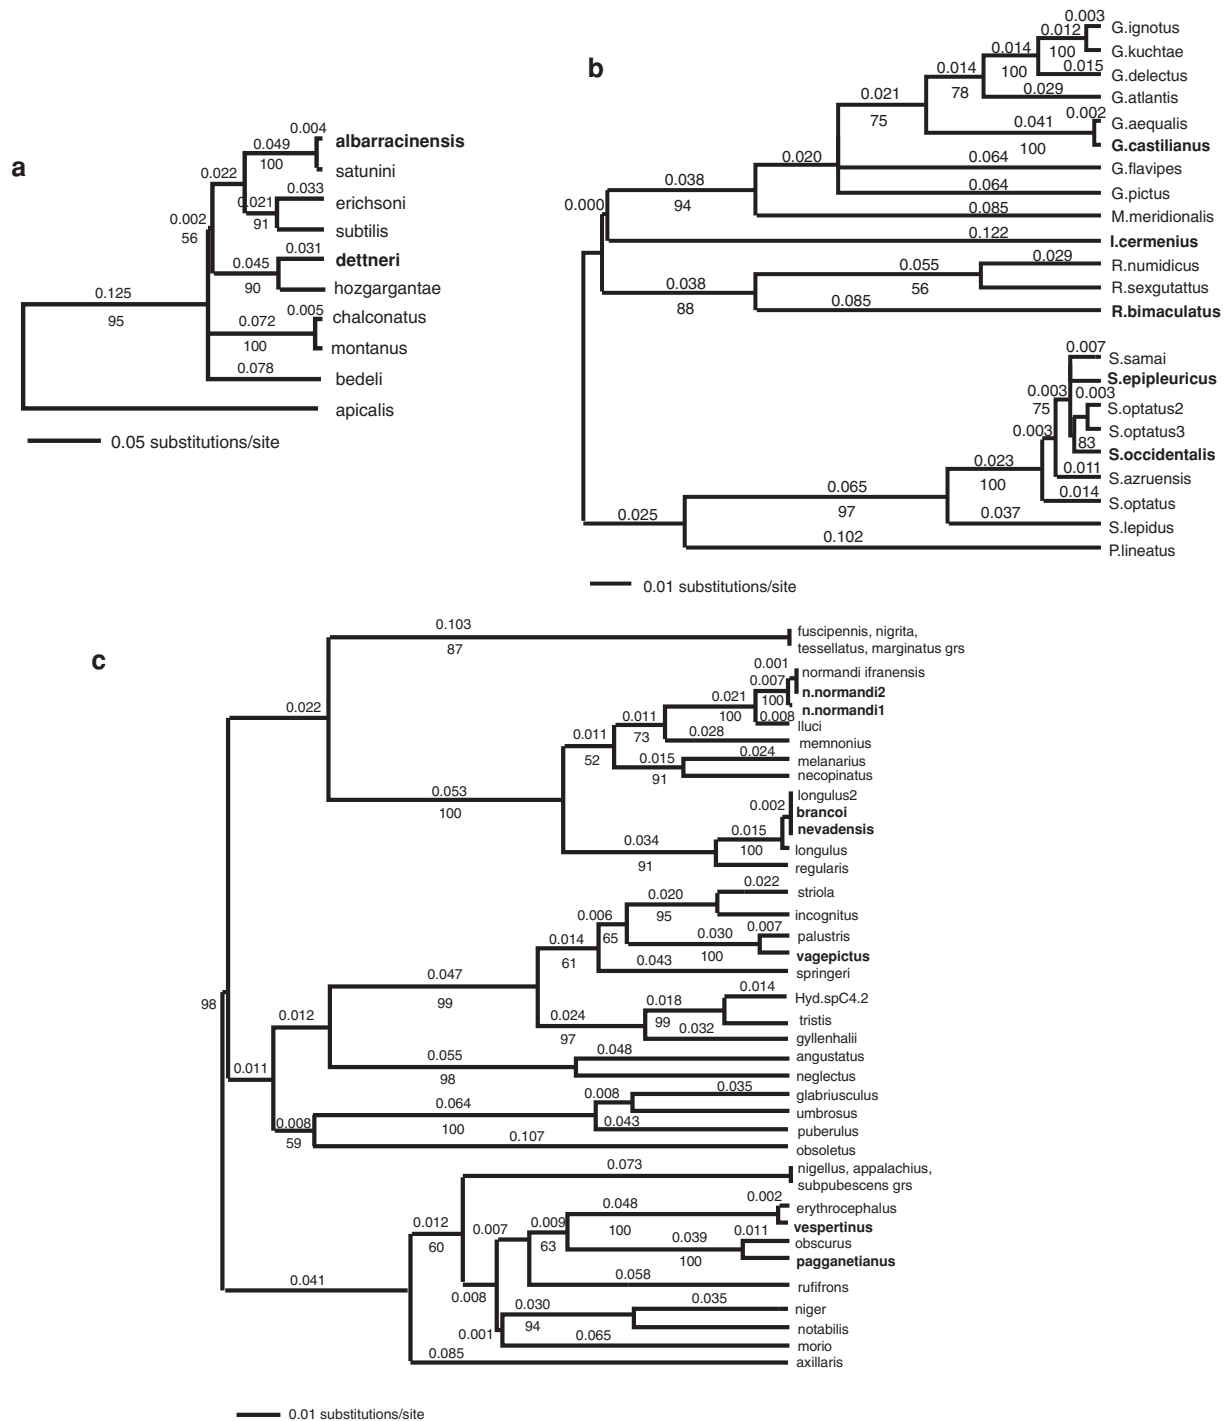 a
0.004
albarracinensis
0.049
100
satunini
0.022
0.033
erichsoni
0.021
91
subtilis
0.002
56
0.031
dettneri
0.045
90
hozgargantae
0.125
95
0.005
chalconatus
0.072
100
montanus
0.078
bedeli
apicalis
0.05 substitutions/site
b
0.003
G.ignotus
0.012
100
G.kuchtae
0.014
100
0.015
G.delectus
0.014
78
0.029
G.atlantis
0.021
75
0.002
G.aequalis
0.041
100
G.castilianus
0.020
0.064
G.flavipes
0.064
G.pictus
0.038
94
0.085
M.meridionalis
0.000
0.122
I.cermenius
0.029
R.numidicus
0.055
56
R.sexgutattus
0.038
88
0.085
R.bimaculatus
0.007
S.samai
S.epipleuricus
0.003
75
0.003
S.optatus2
S.optatus3
83
S.occidentalis
0.003
0.011
S.azruensis
0.023
100
0.014
S.optatus
0.065
97
0.037
S.lepidus
0.025
0.102
P.lineatus
0.01 substitutions/site
c
0.103
87
fuscipennis, nigrita,
tessellatus, marginatus grs
0.001
normandi ifranensis
0.007
100
n.normandi2
n.normandi1
0.021
100
0.008
lluci
0.011
73
0.028
memnonius
0.011
52
0.024
melanarius
0.015
91
necopinatus
0.022
0.053
100
longulus2
0.002
brancoi
nevadensis
0.015
100
longulus
0.034
91
regularis
0.022
striola
0.020
95
incognitus
0.006
65
0.007
palustris
0.030
100
vagepictus
0.014
61
0.043
springeri
0.047
99
0.014
Hyd.spC4.2
0.018
99
tristis
0.024
97
0.032
gyllenhalii
98
0.012
0.048
angustatus
0.055
98
neglectus
0.011
0.035
glabriusculus
0.008
umbrosus
0.064
100
0.043
puberulus
0.008
59
0.107
obsoletus
0.073
nigellus, appalachius,
subpubescens grs
0.012
60
0.002
erythrocephalus
0.048
100
vespertinus
0.007
0.009
63
0.011
obscurus
0.039
100
pagganetianus
0.041
0.058
rufifrons
0.008
0.035
niger
0.030
94
notabilis
0.001
0.065
morio
0.085
axillaris
0.01 substitutions/site